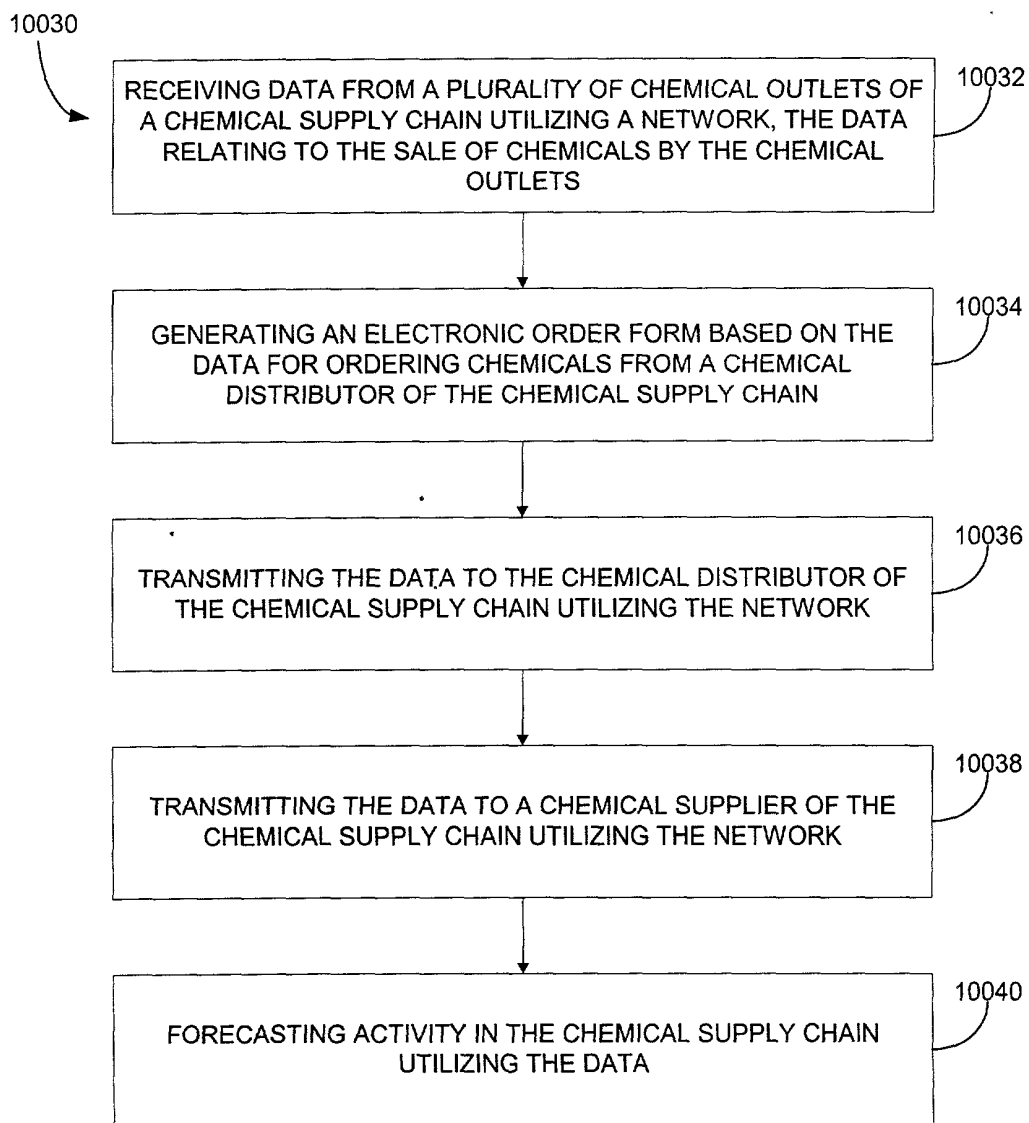 10030
RECEIVING DATA FROM A PLURALITY OF CHEMICAL OUTLETS OF
A CHEMICAL SUPPLY CHAIN UTILIZING A NETWORK, THE DATA
RELATING TO THE SALE OF CHEMICALS BY THE CHEMICAL
OUTLETS
10032
GENERATING AN ELECTRONIC ORDER FORM BASED ON THE
DATA FOR ORDERING CHEMICALS FROM A CHEMICAL
DISTRIBUTOR OF THE CHEMICAL SUPPLY CHAIN
10034
TRANSMITTING THE DATA TO THE CHEMICAL DISTRIBUTOR OF
THE CHEMICAL SUPPLY CHAIN UTILIZING THE NETWORK
10036
TRANSMITTING THE DATA TO A CHEMICAL SUPPLIER OF THE
CHEMICAL SUPPLY CHAIN UTILIZING THE NETWORK
10038
FORECASTING ACTIVITY IN THE CHEMICAL SUPPLY CHAIN
UTILIZING THE DATA
10040